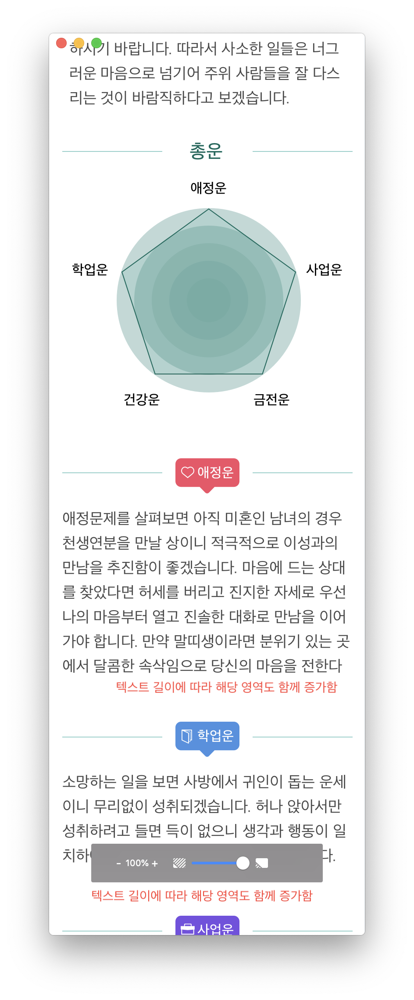 하시기 바랍니다. 따라서 사소한 일들은 너그
러운 마음으로 넘기어 주위 사람들을 잘 다스
리는 것이 바람직하다고 보겠습니다.
총운
애정운
학업운
사업운
건강운
금전운
애정운
애정문제를 살펴보면 아직 미혼인 남녀의 경우
천생연분을 만날 상이니 적극적으로 이성과의
만남을 추진함이 좋겠습니다. 마음에 드는 상대
를 찾았다면 허세를 버리고 진지한 자세로 우선
나의 마음부터 열고 진솔한 대화로 만남을 이어
가야 합니다. 만약 말띠생이라면 분위기 있는 곳
에서 달콤한 속삭임으로 당신의 마음을 전한다
텍스트 길이에 따라 해당 영역도 함께 증가함
학업운
소망하는 일을 보면 사방에서 귀인이 돕는 운세
이니 무리없이 성취되겠습니다. 허나 앉아서만
성취하려고 들면 득이 없으니 생각과 행동이 일
다.
- 100% +
텍스트 길이에 따라 해당 영역도 함께 증가함
사업운